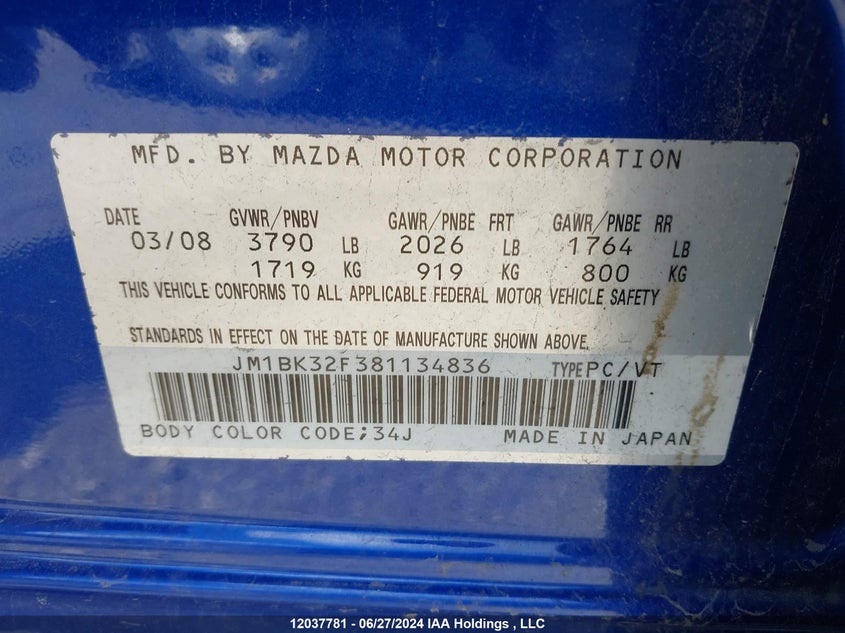 MFD. BY MAZDA MOTOR CORPORATION
DATE GVWR/PNBV GAWR/PNBE FRT GAWR/PNBE RR
03/08 3790 LB 2026 LB 1764 LB
1719 KG 919 KG 800 KG
THIS VEHICLE CONFORMS TO ALL APPLICABLE FEDERAL MOTOR VEHICLE SAFETY
STANDARDS IN EFFECT ON THE DATE OF MANUFACTURE SHOWN ABOVE.
JM1BK32F381134836 TYPE PC/VT
BODY COLOR CODE;34J MADE IN JAPAN
12037781 - 06/27/2024 IAA Holdings , LLC